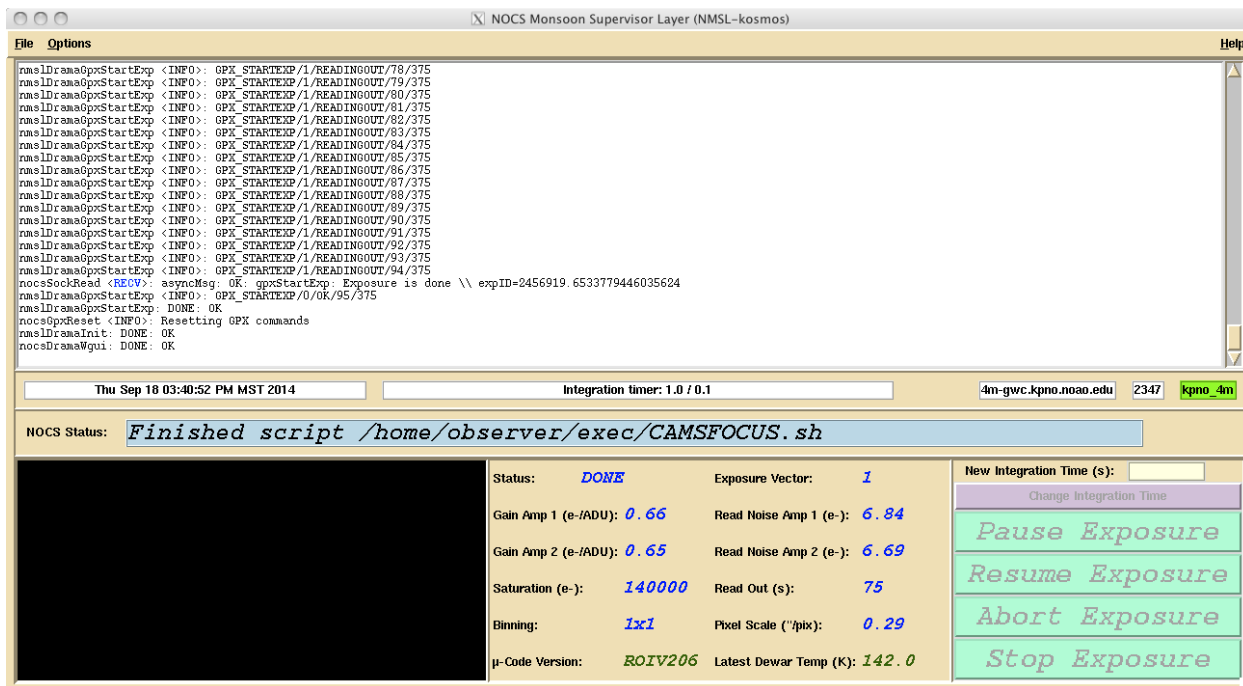 NOCS Monsoon Supervisor Layer (NMSL-kosmos)
File Options Help
nmslDramaGpxStartExp <INFO>: GPX_STARTEXP/1/READINGOUT/78/375
nmslDramaGpxStartExp <INFO>: GPX_STARTEXP/1/READINGOUT/79/375
nmslDramaGpxStartExp <INFO>: GPX_STARTEXP/1/READINGOUT/80/375
nmslDramaGpxStartExp <INFO>: GPX_STARTEXP/1/READINGOUT/81/375
nmslDramaGpxStartExp <INFO>: GPX_STARTEXP/1/READINGOUT/82/375
nmslDramaGpxStartExp <INFO>: GPX_STARTEXP/1/READINGOUT/83/375
nmslDramaGpxStartExp <INFO>: GPX_STARTEXP/1/READINGOUT/84/375
nmslDramaGpxStartExp <INFO>: GPX_STARTEXP/1/READINGOUT/85/375
nmslDramaGpxStartExp <INFO>: GPX_STARTEXP/1/READINGOUT/86/375
nmslDramaGpxStartExp <INFO>: GPX_STARTEXP/1/READINGOUT/87/375
nmslDramaGpxStartExp <INFO>: GPX_STARTEXP/1/READINGOUT/88/375
nmslDramaGpxStartExp <INFO>: GPX_STARTEXP/1/READINGOUT/89/375
nmslDramaGpxStartExp <INFO>: GPX_STARTEXP/1/READINGOUT/90/375
nmslDramaGpxStartExp <INFO>: GPX_STARTEXP/1/READINGOUT/91/375
nmslDramaGpxStartExp <INFO>: GPX_STARTEXP/1/READINGOUT/92/375
nmslDramaGpxStartExp <INFO>: GPX_STARTEXP/1/READINGOUT/93/375
nmslDramaGpxStartExp <INFO>: GPX_STARTEXP/1/READINGOUT/94/375
nocsSockRead <RECV>: asyncMsg: OK: gpxStartExp: Exposure is done \\ expID=2456919.6533779446035624
nmslDramaGpxStartExp <INFO>: GPX_STARTEXP/0/OK/95/375
nmslDramaGpxStartExp: DONE: OK
nocsGpxReset <INFO>: Resetting GPX commands
nmslDramaInit: DONE: OK
nocsDramaWgui: DONE: OK
Thu Sep 18 03:40:52 PM MST 2014 Integration timer: 1.0 / 0.1 4m-gwc.kpno.noao.edu 2347 kpno_4m
NOCS Status: Finished script /home/observer/exec/CAMSFOCUS.sh
Status: DONE Exposure Vector: 1
Gain Amp 1 (e-/ADU): 0.66 Read Noise Amp 1 (e-): 6.84
Gain Amp 2 (e-/ADU): 0.65 Read Noise Amp 2 (e-): 6.69
Saturation (e-): 140000 Read Out (s): 75
Binning: 1x1 Pixel Scale ("/pix): 0.29
µ-Code Version: ROIV206 Latest Dewar Temp (K): 142.0
New Integration Time (s):
Change Integration Time
Pause Exposure
Resume Exposure
Abort Exposure
Stop Exposure